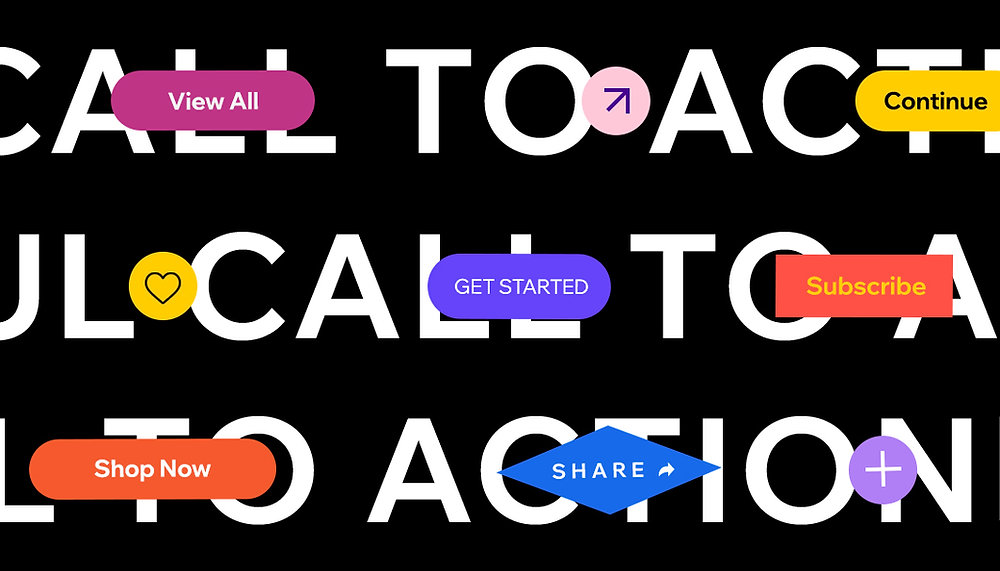 CALL TO ACTI
View All
Continue
UL CALL TO A
GET STARTED
Subscribe
L TO ACTION
Shop Now
SHARE